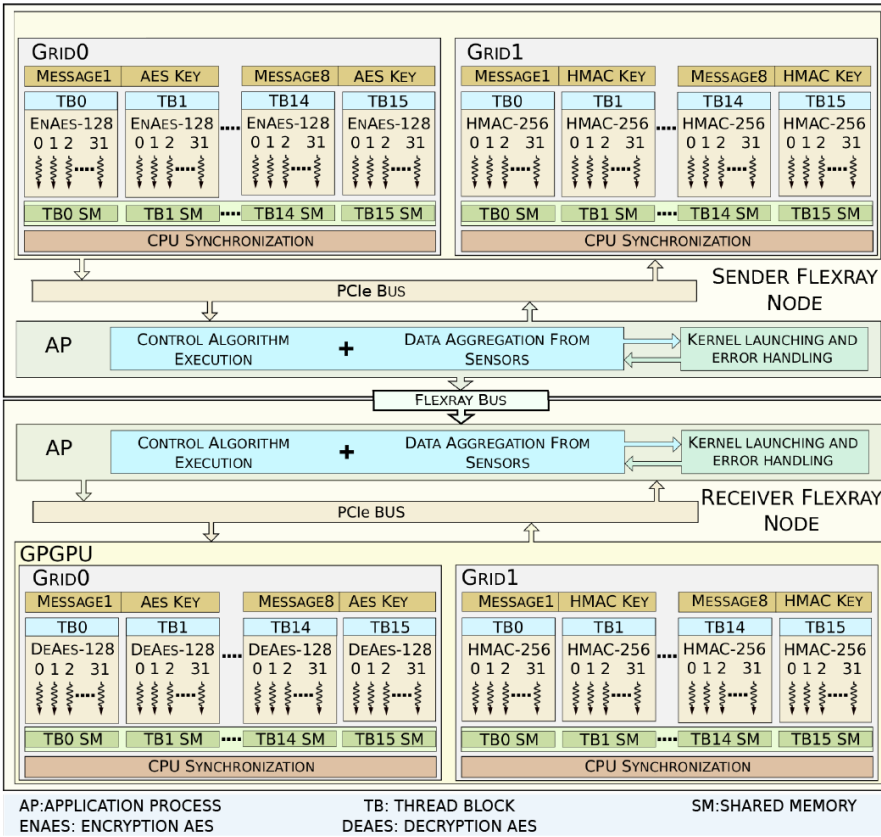 GRID0
GRID1
MESSAGE1 AES KEY MESSAGE8 AES KEY
MESSAGE1 HMAC KEY MESSAGE8 HMAC KEY
TB0 TB1 TB14 TB15
TB0 TB1 TB14 TB15
ENAES-128 ENAES-128 ENAES-128 ENAES-128
HMAC-256 HMAC-256 HMAC-256 HMAC-256
0 1 2 31 0 1 2 31 0 1 2 31 0 1 2 31
0 1 2 31 0 1 2 31 0 1 2 31 0 1 2 31
TB0 SM TB1 SM TB14 SM TB15 SM
TB0 SM TB1 SM TB14 SM TB15 SM
CPU SYNCHRONIZATION
CPU SYNCHRONIZATION
SENDER FLEXRAY
NODE
PCIe BUS
AP
CONTROL ALGORITHM
EXECUTION
+
DATA AGGREGATION FROM
SENSORS
KERNEL LAUNCHING AND
ERROR HANDLING
FLEXRAY BUS
AP
CONTROL ALGORITHM
EXECUTION
+
DATA AGGREGATION FROM
SENSORS
KERNEL LAUNCHING AND
ERROR HANDLING
RECEIVER FLEXRAY
NODE
PCIe BUS
GPGPU
GRID0
GRID1
MESSAGE1 AES KEY MESSAGE8 AES KEY
MESSAGE1 HMAC KEY MESSAGE8 HMAC KEY
TB0 TB1 TB14 TB15
TB0 TB1 TB14 TB15
DEAES-128 DEAES-128 DEAES-128 DEAES-128
HMAC-256 HMAC-256 HMAC-256 HMAC-256
0 1 2 31 0 1 2 31 0 1 2 31 0 1 2 31
0 1 2 31 0 1 2 31 0 1 2 31 0 1 2 31
TB0 SM TB1 SM TB14 SM TB15 SM
TB0 SM TB1 SM TB14 SM TB15 SM
CPU SYNCHRONIZATION
CPU SYNCHRONIZATION
AP:APPLICATION PROCESS TB: THREAD BLOCK SM:SHARED MEMORY
ENAES: ENCRYPTION AES DEAES: DECRYPTION AES